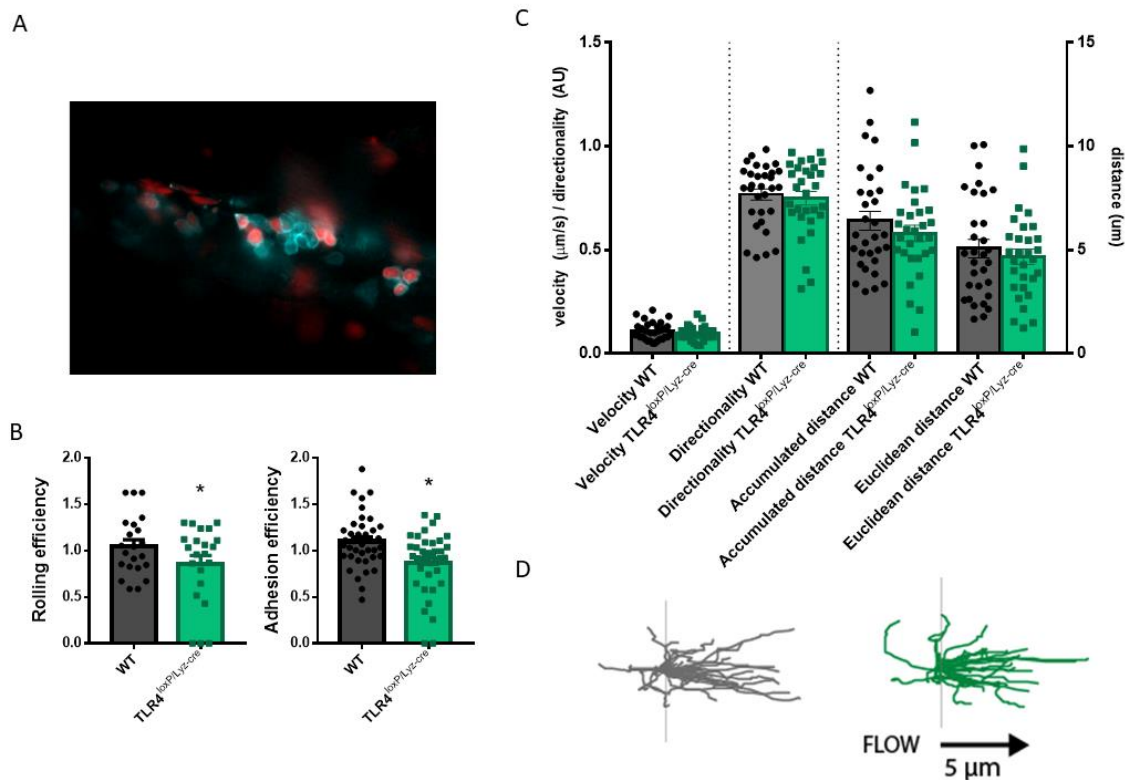 A
B
2.0
1.5
1.0
0.5
0.0
Rolling efficiency
*
WT
TLR4loxP/Lyz-cre
2.0
1.5
1.0
0.5
0.0
Adhesion efficiency
*
WT
TLR4loxP/Lyz-cre
C
1.5
1.0
0.5
0.0
velocity (µm/s) / directionality (AU)
15
10
5
0
distance (um)
Velocity WT
Velocity TLR4loxP/Lyz-cre
Directionality WT
Directionality TLR4loxP/Lyz-cre
Accumulated distance WT
Accumulated distance TLR4loxP/Lyz-cre
Euclidean distance WT
Euclidean distance TLR4loxP/Lyz-cre
D
FLOW
5 µm